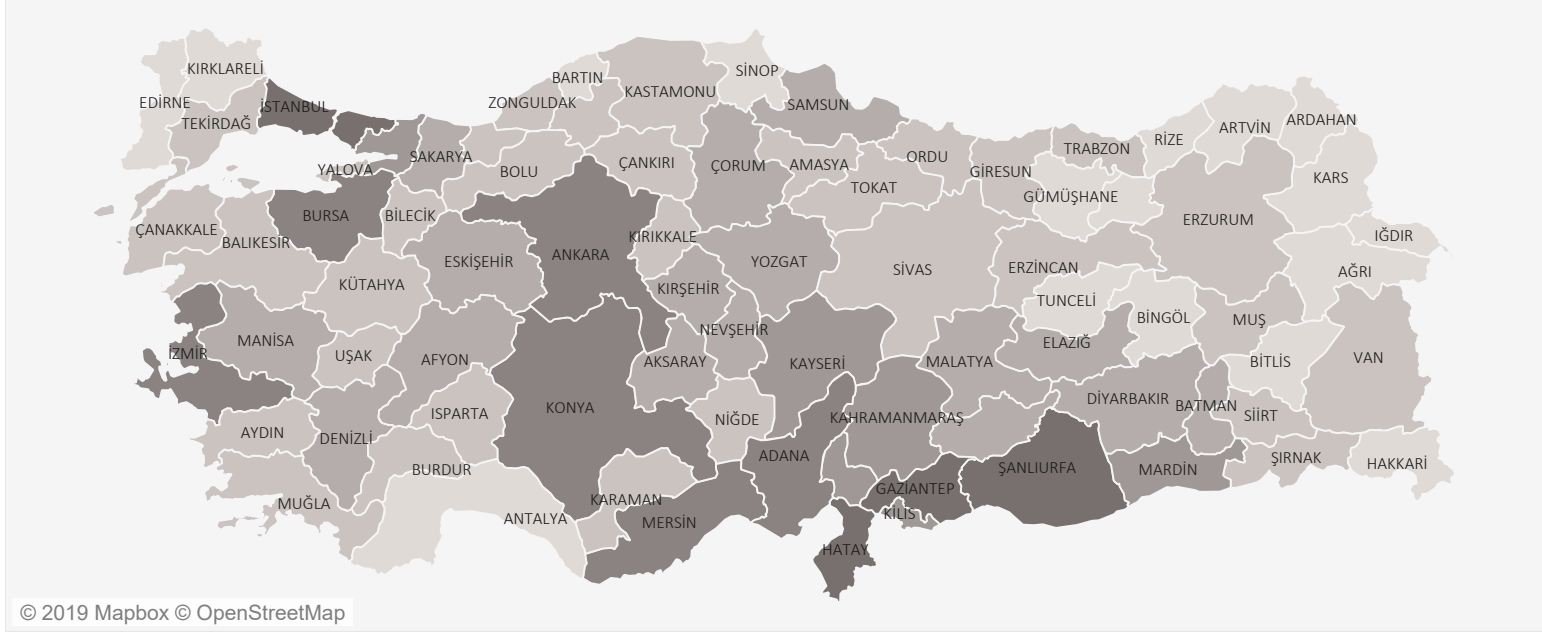 KIRKLARELİ
EDİRNE
TEKİRDAĞ
İSTANBUL
YALOVA
SAKARYA
BARTIN
ZONGULDAK
KASTAMONU
SİNOP
SAMSUN
BOLU
ÇANKIRI
ÇORUM
AMASYA
ORDU
TOKAT
GİRESUN
TRABZON
RİZE
ARTVİN
ARDAHAN
GÜMÜŞHANE
KARS
ÇANAKKALE
BALIKESİR
BURSA
BİLECİK
KÜTAHYA
ESKİŞEHİR
ANKARA
KIRIKKALE
YOZGAT
KIRŞEHİR
SİVAS
ERZİNCAN
ERZURUM
IĞDIR
AĞRI
TUNCELİ
BİNGÖL
MUŞ
İZMİR
MANİSA
UŞAK
AFYON
NEVŞEHİR
AKSARAY
KAYSERİ
MALATYA
ELAZIĞ
BİTLİS
VAN
AYDIN
DENİZLİ
ISPARTA
KONYA
NİĞDE
KAHRAMANMARAŞ
DİYARBAKIR
BATMAN
SİİRT
BURDUR
MUĞLA
ANTALYA
KARAMAN
MERSİN
ADANA
GAZİANTEP
KİLİS
ŞANLIURFA
MARDİN
ŞIRNAK
HAKKARİ
HATAY
© 2019 Mapbox © OpenStreetMap